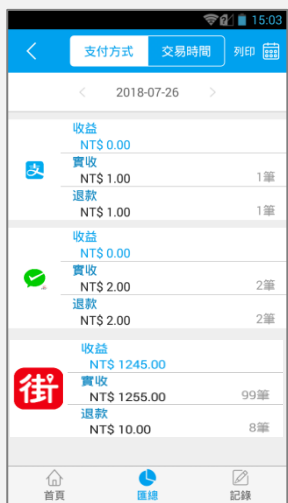 15:03
支付方式
交易時間
列印
2018-07-26
收益
NT$ 0.00
實收
NT$ 1.00
1筆
退款
NT$ 1.00
1筆
收益
NT$ 0.00
實收
NT$ 2.00
2筆
退款
NT$ 2.00
2筆
街
收益
NT$ 1245.00
實收
NT$ 1255.00
99筆
退款
NT$ 10.00
8筆
首頁
匯總
記錄